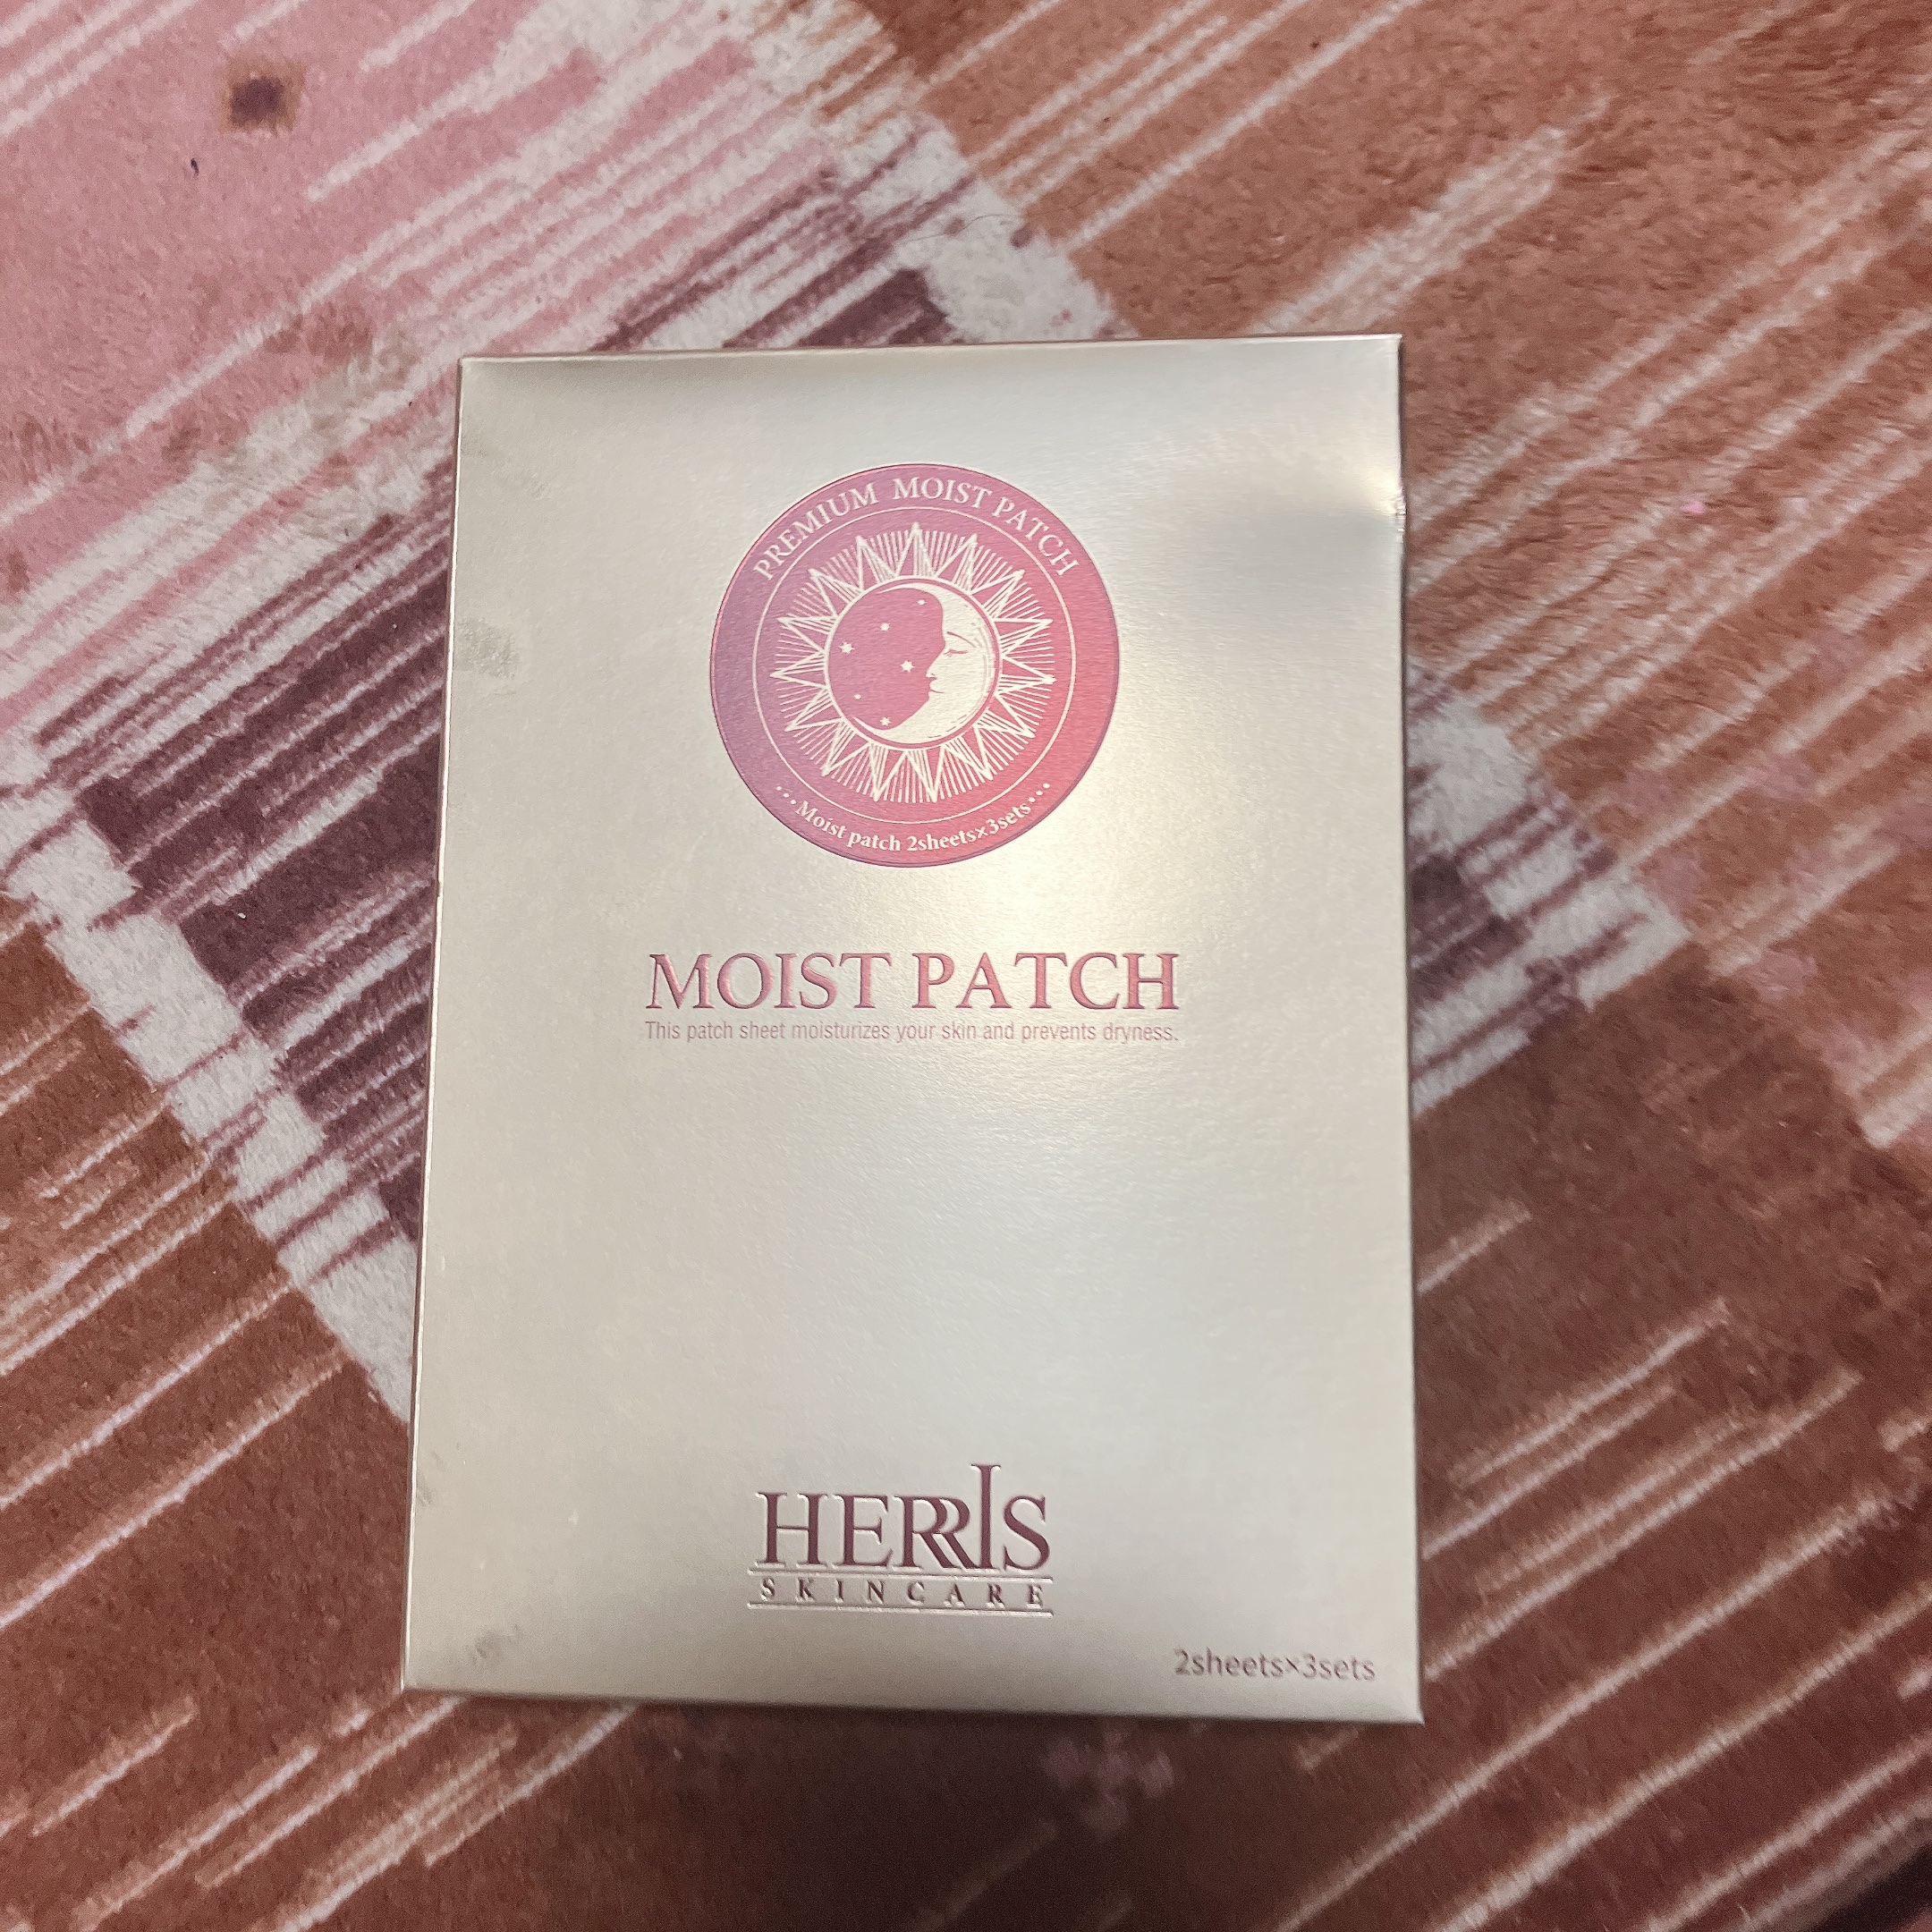 PREMIUM MOIST PATCH
•••Moist patch 2sheets×3sets•••
MOIST PATCH
This patch sheet moisturizes your skin and prevents dryness.
HERRIS
SKINCARE
2sheets×3sets